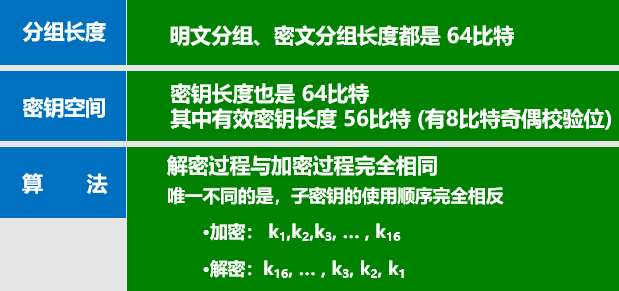 分组长度
明文分组、密文分组长度都是 64比特
密钥空间
密钥长度也是 64比特
其中有效密钥长度 56比特 (有8比特奇偶校验位)
算 法
解密过程与加密过程完全相同
唯一不同的是，子密钥的使用顺序完全相反
•加密： k₁,k₂,k₃, … , k₁₆
•解密：k₁₆, … , k₃, k₂, k₁